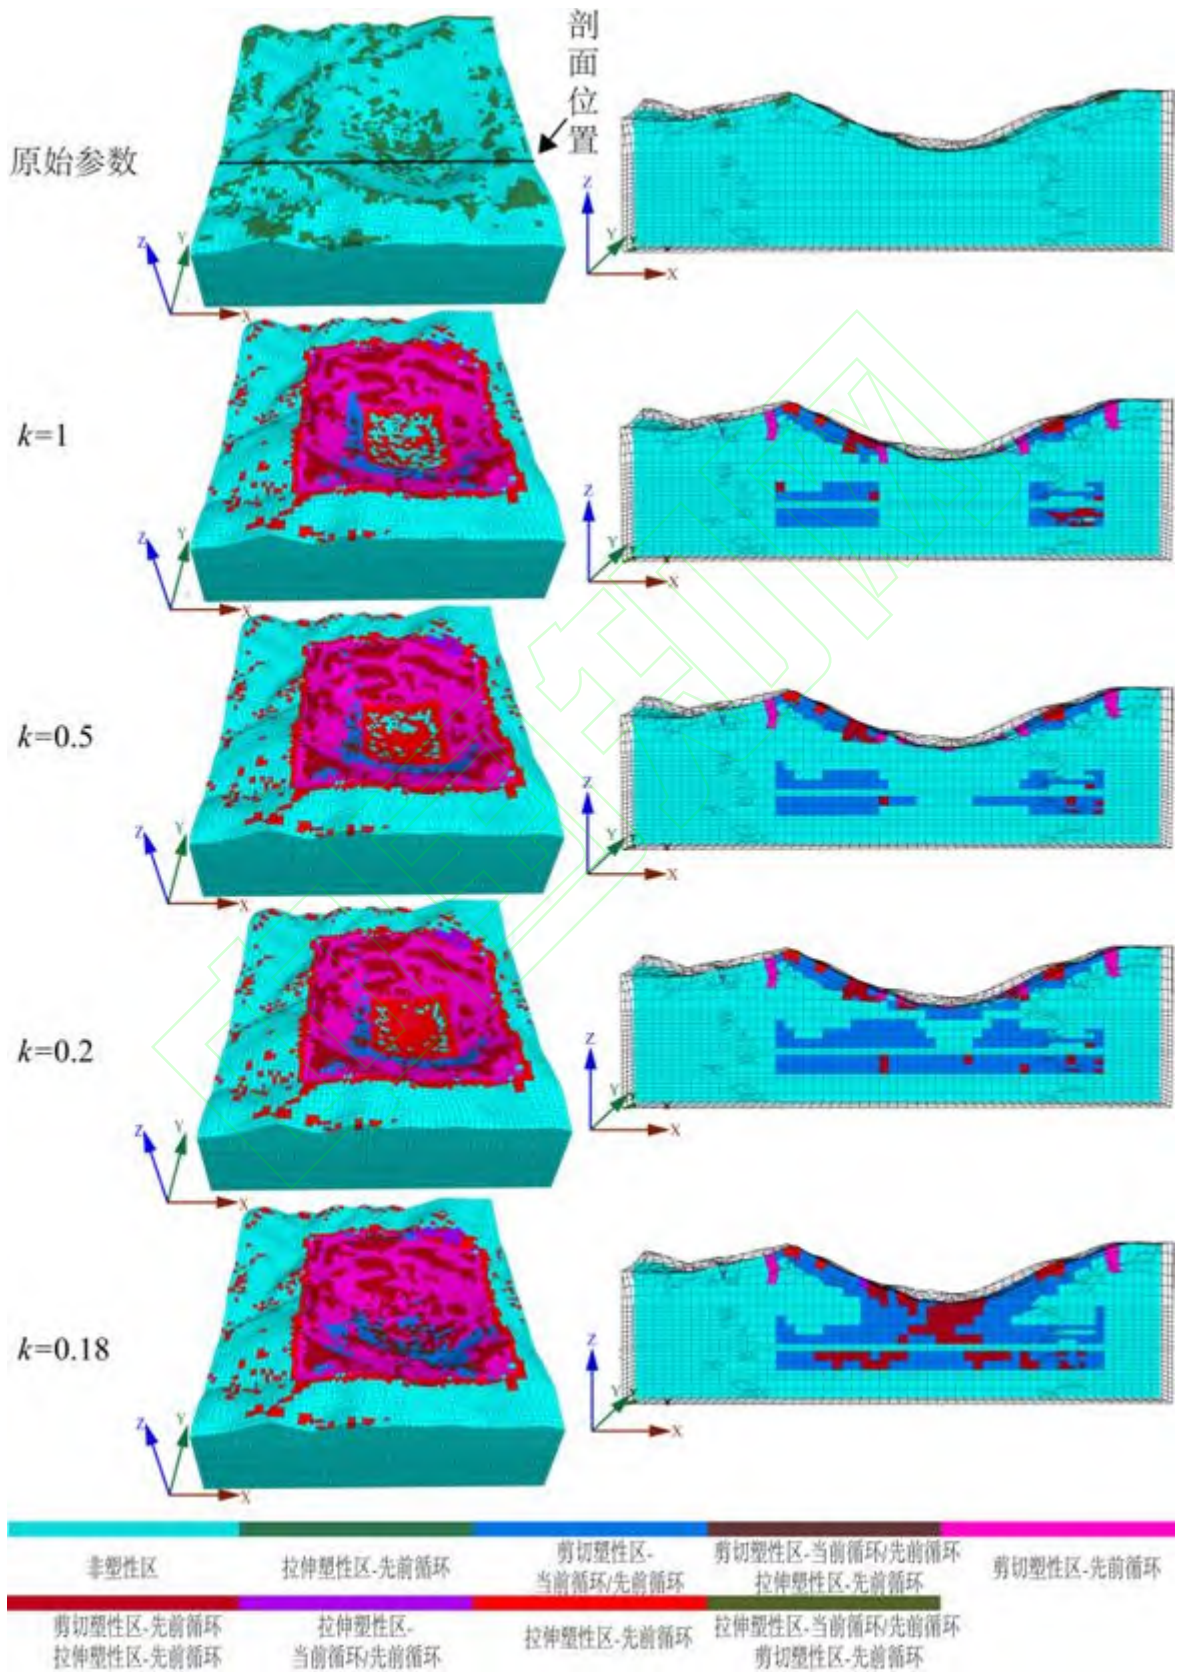 剖面位置
原始参数
Z
Y
X
Z
Y
X
k=1
Z
Y
X
Z
Y
X
k=0.5
Z
Y
X
Z
Y
X
k=0.2
Z
Y
X
Z
Y
X
k=0.18
Z
Y
X
Z
Y
X
非塑性区
拉伸塑性区-先前循环
剪切塑性区-
当前循环/先前循环
剪切塑性区-当前循环/先前循环
拉伸塑性区-先前循环
剪切塑性区-先前循环
剪切塑性区-先前循环
拉伸塑性区-先前循环
拉伸塑性区-
当前循环/先前循环
拉伸塑性区-先前循环
拉伸塑性区-当前循环/先前循环
剪切塑性区-先前循环